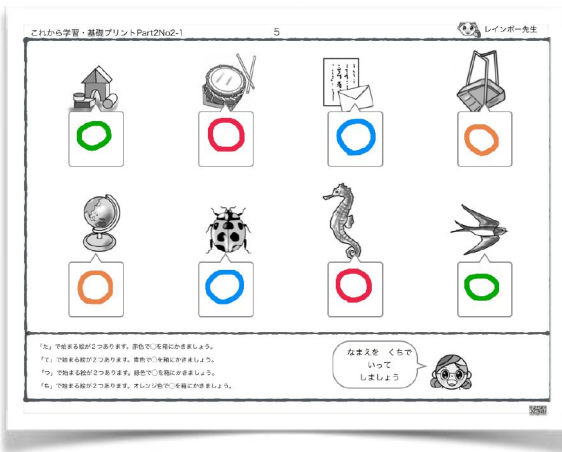 これから学習・基礎プリントPart2No2-1
5
レインボー先生
「た」で始まる絵が２つあります。赤色で○を箱にかきましょう。
「て」で始まる絵が２つあります。青色で○を箱にかきましょう。
「つ」で始まる絵が２つあります。緑色で○を箱にかきましょう。
「ち」で始まる絵が２つあります。オレンジ色で○を箱にかきましょう。
なまえを　くちで
いって
しましょう